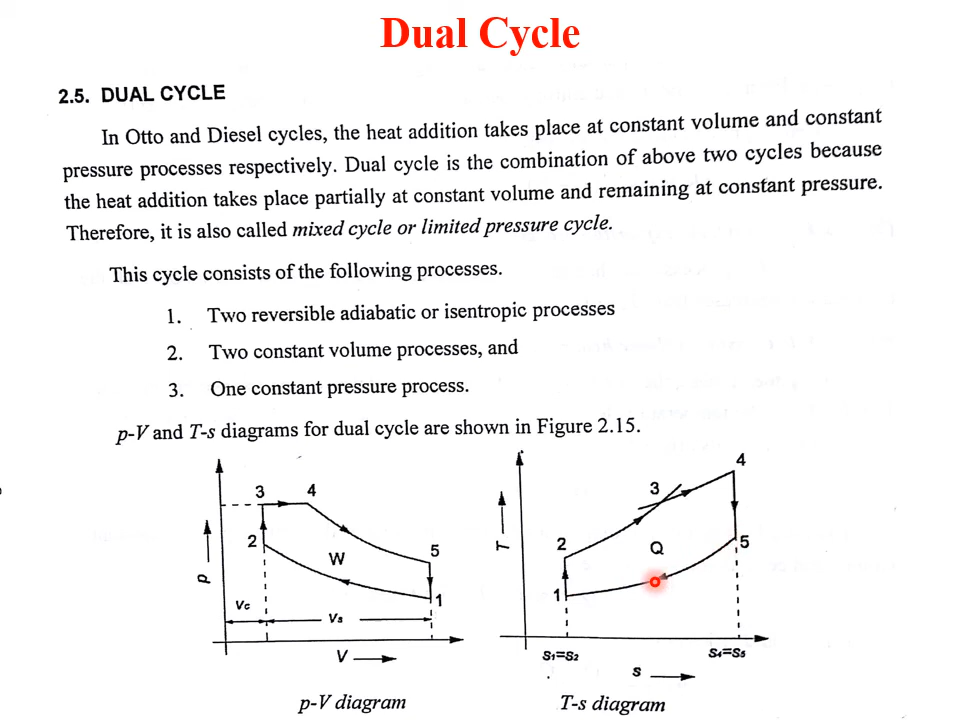 Dual Cycle
2.5. DUAL CYCLE
In Otto and Diesel cycles, the heat addition takes place at constant volume and constant
pressure processes respectively. Dual cycle is the combination of above two cycles because
the heat addition takes place partially at constant volume and remaining at constant pressure.
Therefore, it is also called mixed cycle or limited pressure cycle.
This cycle consists of the following processes.
1. Two reversible adiabatic or isentropic processes
2. Two constant volume processes, and
3. One constant pressure process.
p-V and T-s diagrams for dual cycle are shown in Figure 2.15.
3 4
2
W
5
1
p
Vc
Vs
V
p-V diagram
4
3
2
Q
5
1
T
S1=S2
S4=S5
s
T-s diagram